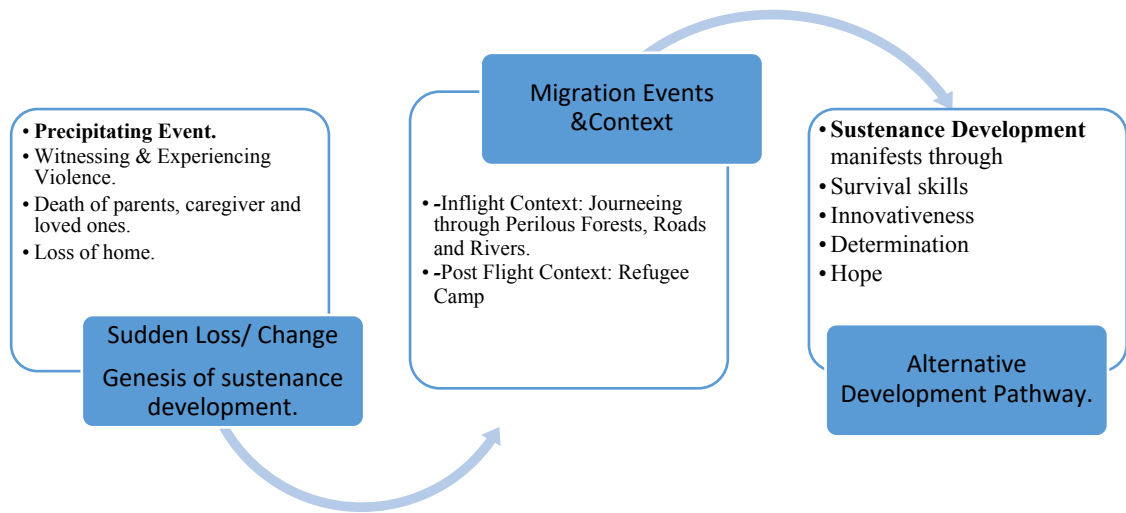 • Precipitating Event.
• Witnessing & Experiencing
Violence.
• Death of parents, caregiver and
loved ones.
• Loss of home.
Sudden Loss/ Change
Genesis of sustenance
development.
Migration Events
&Context
• -Inflight Context: Journeeing
through Perilous Forests, Roads
and Rivers.
• -Post Flight Context: Refugee
Camp
• Sustenance Development
manifests through
• Survival skills
• Innovativeness
• Determination
• Hope
Alternative
Development Pathway.